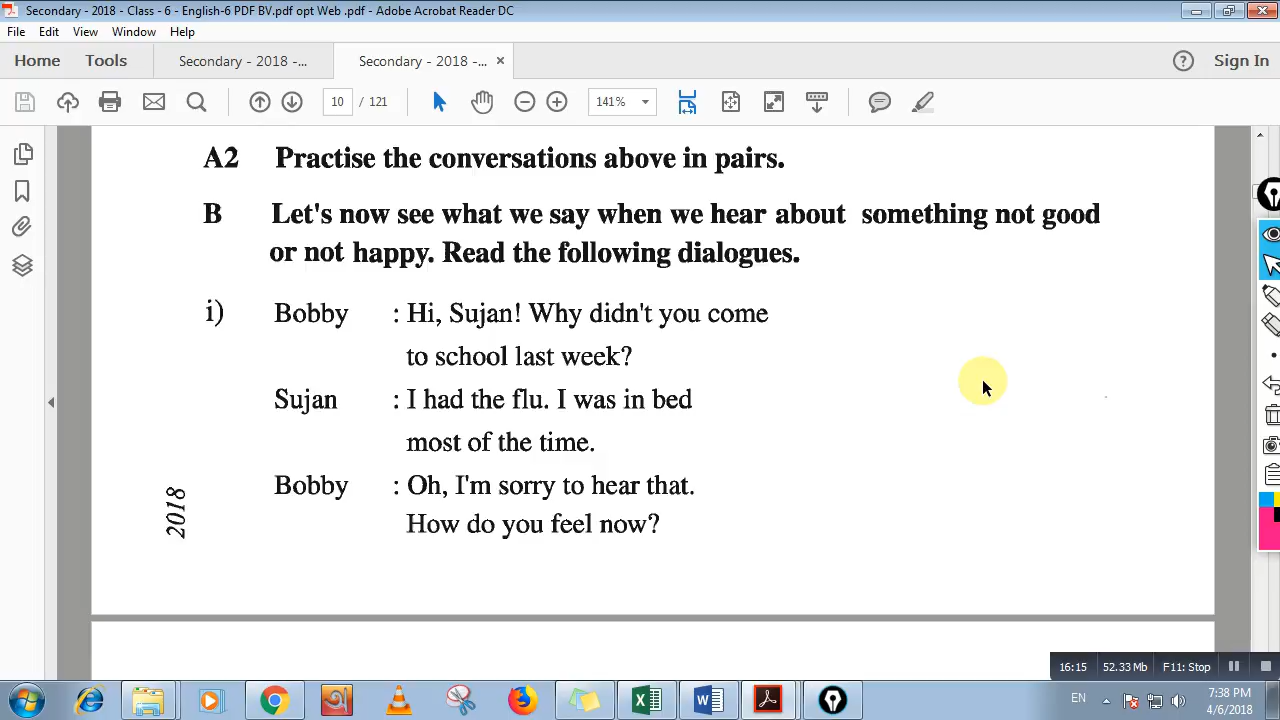 Secondary - 2018 - Class - 6 - English-6 PDF BV.pdf opt Web .pdf - Adobe Acrobat Reader DC
File Edit View Window Help
Home Tools Secondary - 2018 -... Secondary - 2018 -... × Sign In
10 / 121 141%
A2 Practise the conversations above in pairs.
B Let's now see what we say when we hear about something not good
or not happy. Read the following dialogues.
i) Bobby : Hi, Sujan! Why didn't you come
to school last week?
Sujan : I had the flu. I was in bed
most of the time.
Bobby : Oh, I'm sorry to hear that.
How do you feel now?
2018
16:15 52.33 Mb F11: Stop
EN 7:38 PM
4/6/2018